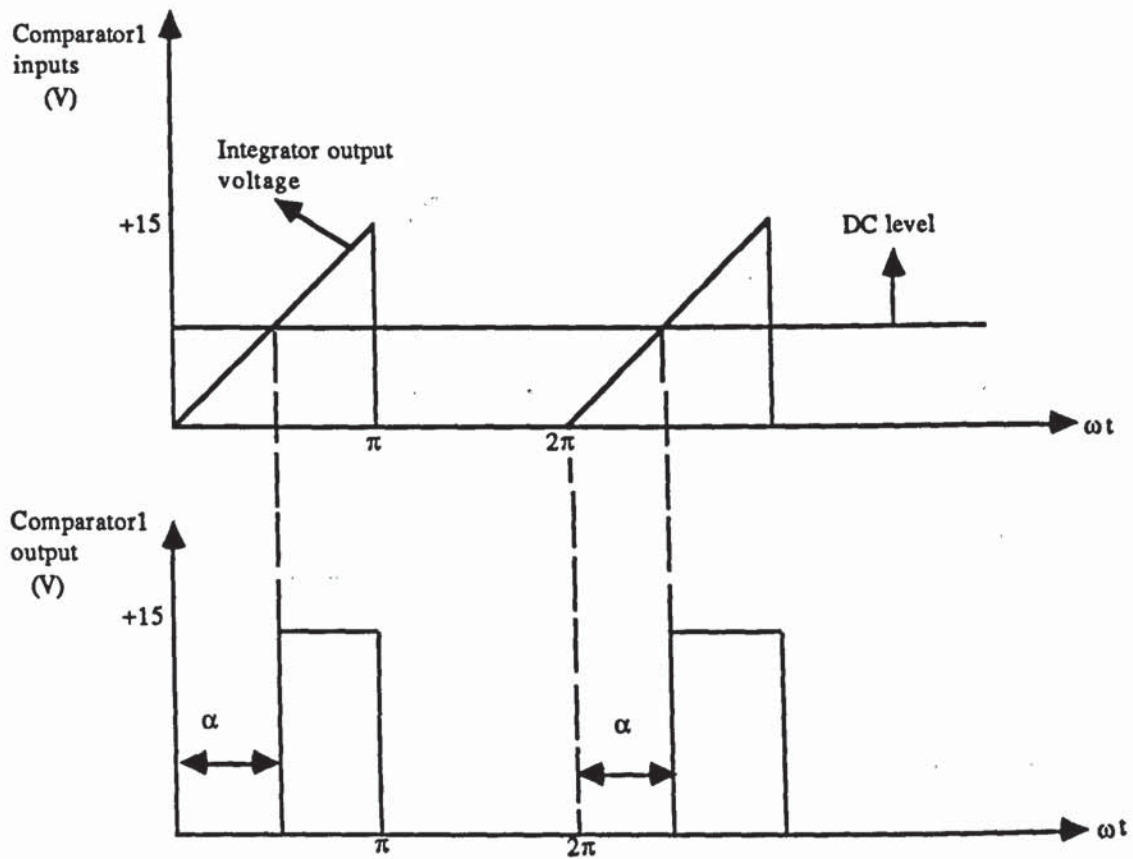 Comparator1
inputs
(V)
Integrator output
voltage
+15
DC level
π
2π
ωt
Comparator1
output
(V)
+15
α
α
π
2π
ωt